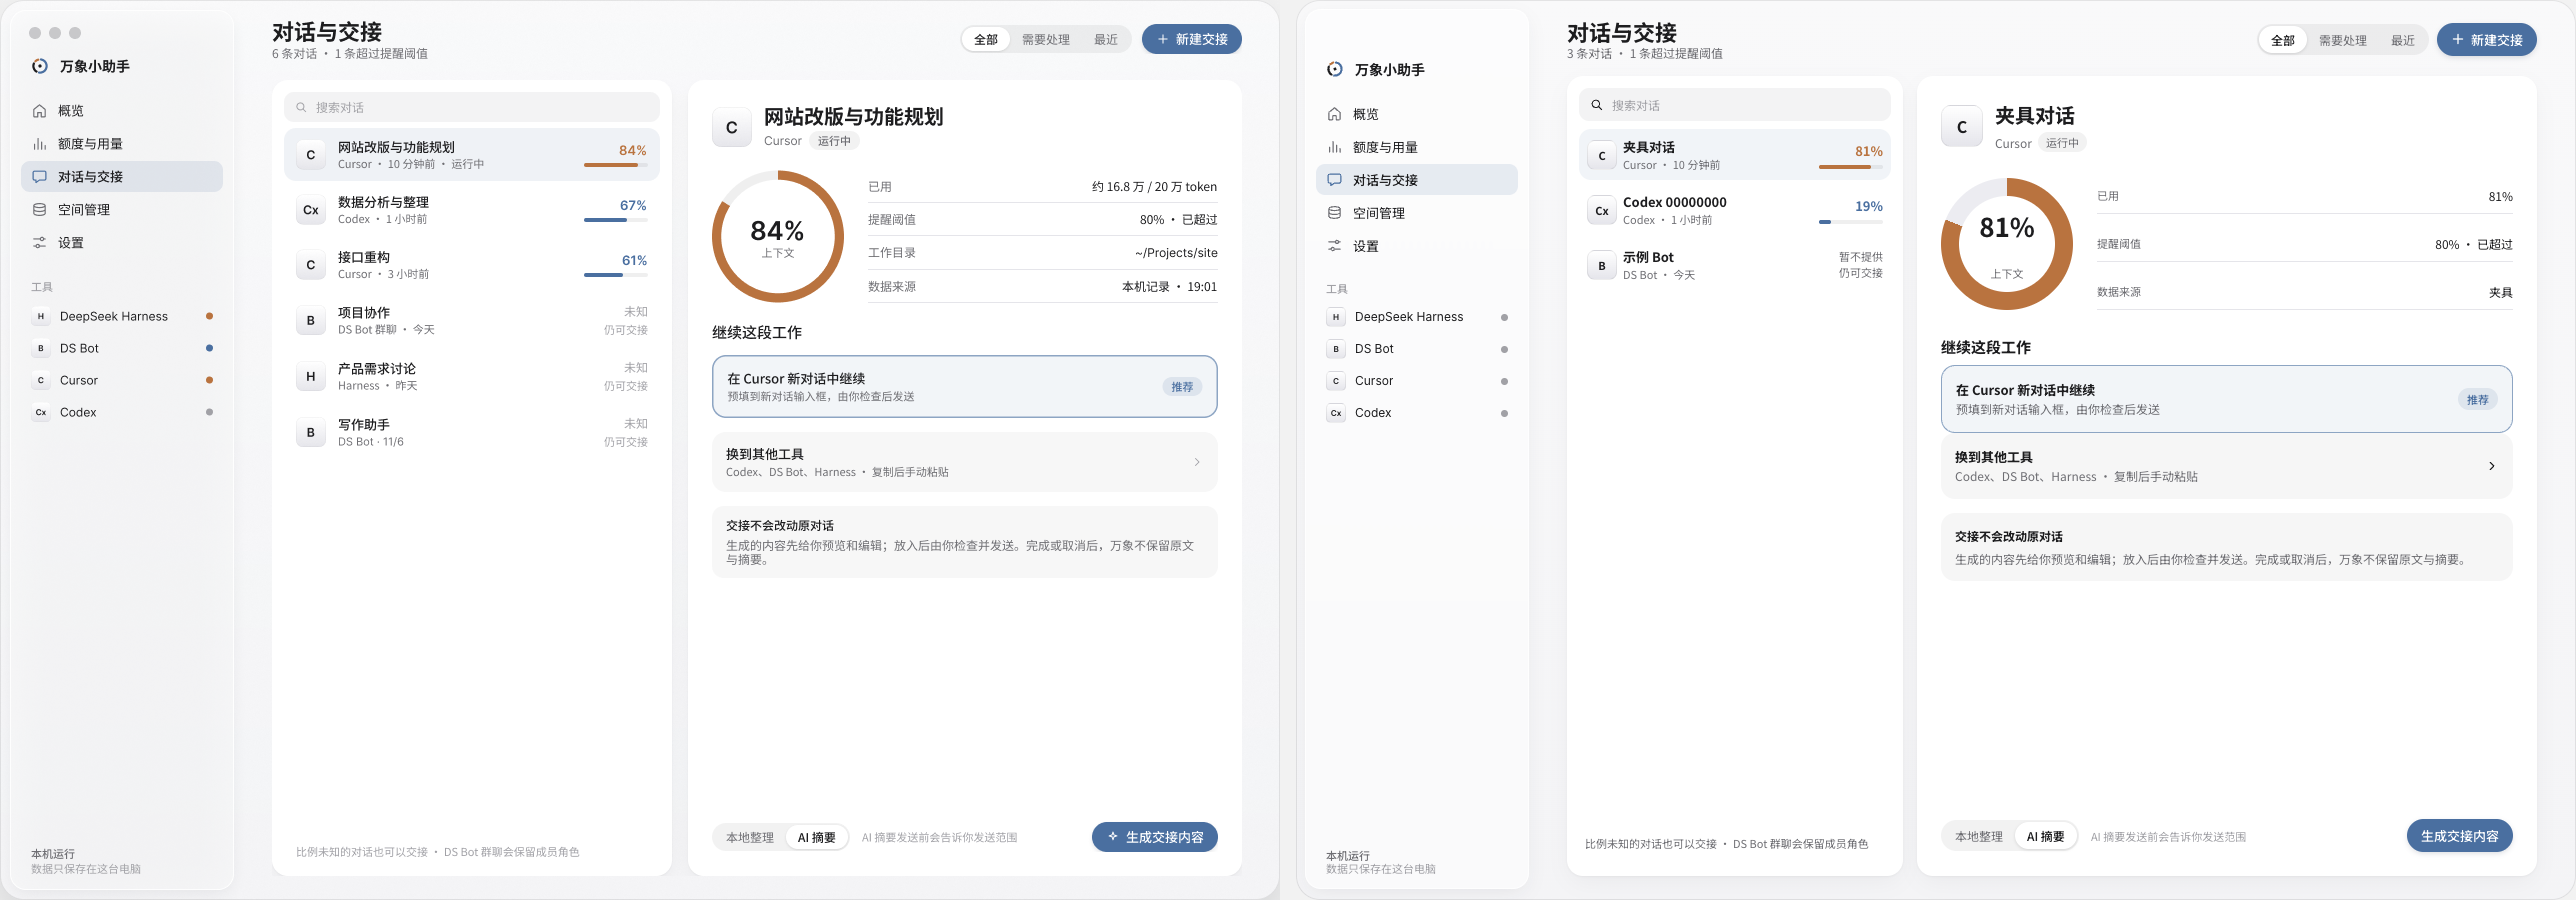 万象小助手
概览
额度与用量
对话与交接
空间管理
设置
工具
H DeepSeek Harness
B DS Bot
C Cursor
Cx Codex
本机运行
数据只保存在这台电脑
对话与交接
6 条对话 · 1 条超过提醒阈值
全部 需要处理 最近
+ 新建交接
搜索对话
C 网站改版与功能规划 84%
Cursor · 10 分钟前 · 运行中
Cx 数据分析与整理 67%
Codex · 1 小时前
C 接口重构 61%
Cursor · 3 小时前
B 项目协作 未知
DS Bot 群聊 · 今天 仍可交接
H 产品需求讨论 未知
Harness · 昨天 仍可交接
B 写作助手 未知
DS Bot · 11/6 仍可交接
比例未知的对话也可以交接 · DS Bot 群聊会保留成员角色
C 网站改版与功能规划
Cursor 运行中
84%
上下文
已用 约 16.8 万 / 20 万 token
提醒阈值 80% · 已超过
工作目录 ~/Projects/site
数据来源 本机记录 · 19:01
继续这段工作
在 Cursor 新对话中继续 推荐
预填到新对话输入框，由你检查后发送
换到其他工具
Codex、DS Bot、Harness · 复制后手动粘贴
交接不会改动原对话
生成的内容先给你预览和编辑；放入后由你检查并发送。完成或取消后，万象不保留原文
与摘要。
本地整理 AI 摘要 AI 摘要发送前会告诉你发送范围 生成交接内容
万象小助手
概览
额度与用量
对话与交接
空间管理
设置
工具
H DeepSeek Harness
B DS Bot
C Cursor
Cx Codex
本机运行
数据只保存在这台电脑
对话与交接
3 条对话 · 1 条超过提醒阈值
全部 需要处理 最近
+ 新建交接
搜索对话
C 夹具对话 81%
Cursor · 10 分钟前
Cx Codex 00000000 19%
Codex · 1 小时前
B 示例 Bot 暂不提供
DS Bot · 今天 仍可交接
比例未知的对话也可以交接 · DS Bot 群聊会保留成员角色
C 夹具对话
Cursor 运行中
81%
上下文
已用 81%
提醒阈值 80% · 已超过
数据来源 夹具
继续这段工作
在 Cursor 新对话中继续 推荐
预填到新对话输入框，由你检查后发送
换到其他工具
Codex、DS Bot、Harness · 复制后手动粘贴
交接不会改动原对话
生成的内容先给你预览和编辑；放入后由你检查并发送。完成或取消后，万象不保留原文与摘要。
本地整理 AI 摘要 AI 摘要发送前会告诉你发送范围 生成交接内容